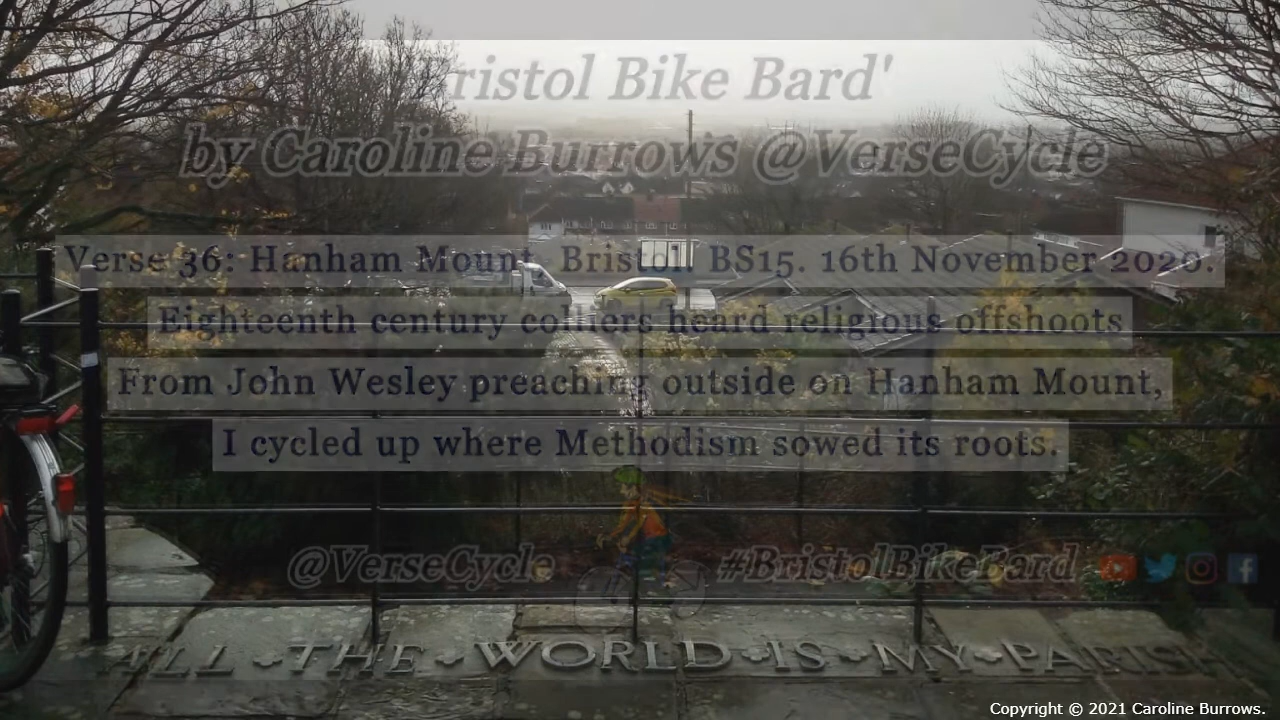 ristol Bike Bard'
by Caroline Burrows @VerseCycle
Verse 36: Hanham Mount, Bristol. BS15. 16th November 2020.
Eighteenth century colliers heard religious offshoots
From John Wesley preaching outside on Hanham Mount,
I cycled up where Methodism sowed its roots.
@VerseCycle #BristolBikeBard
ALL THE WORLD IS MY PARISH
Copyright © 2021 Caroline Burrows.